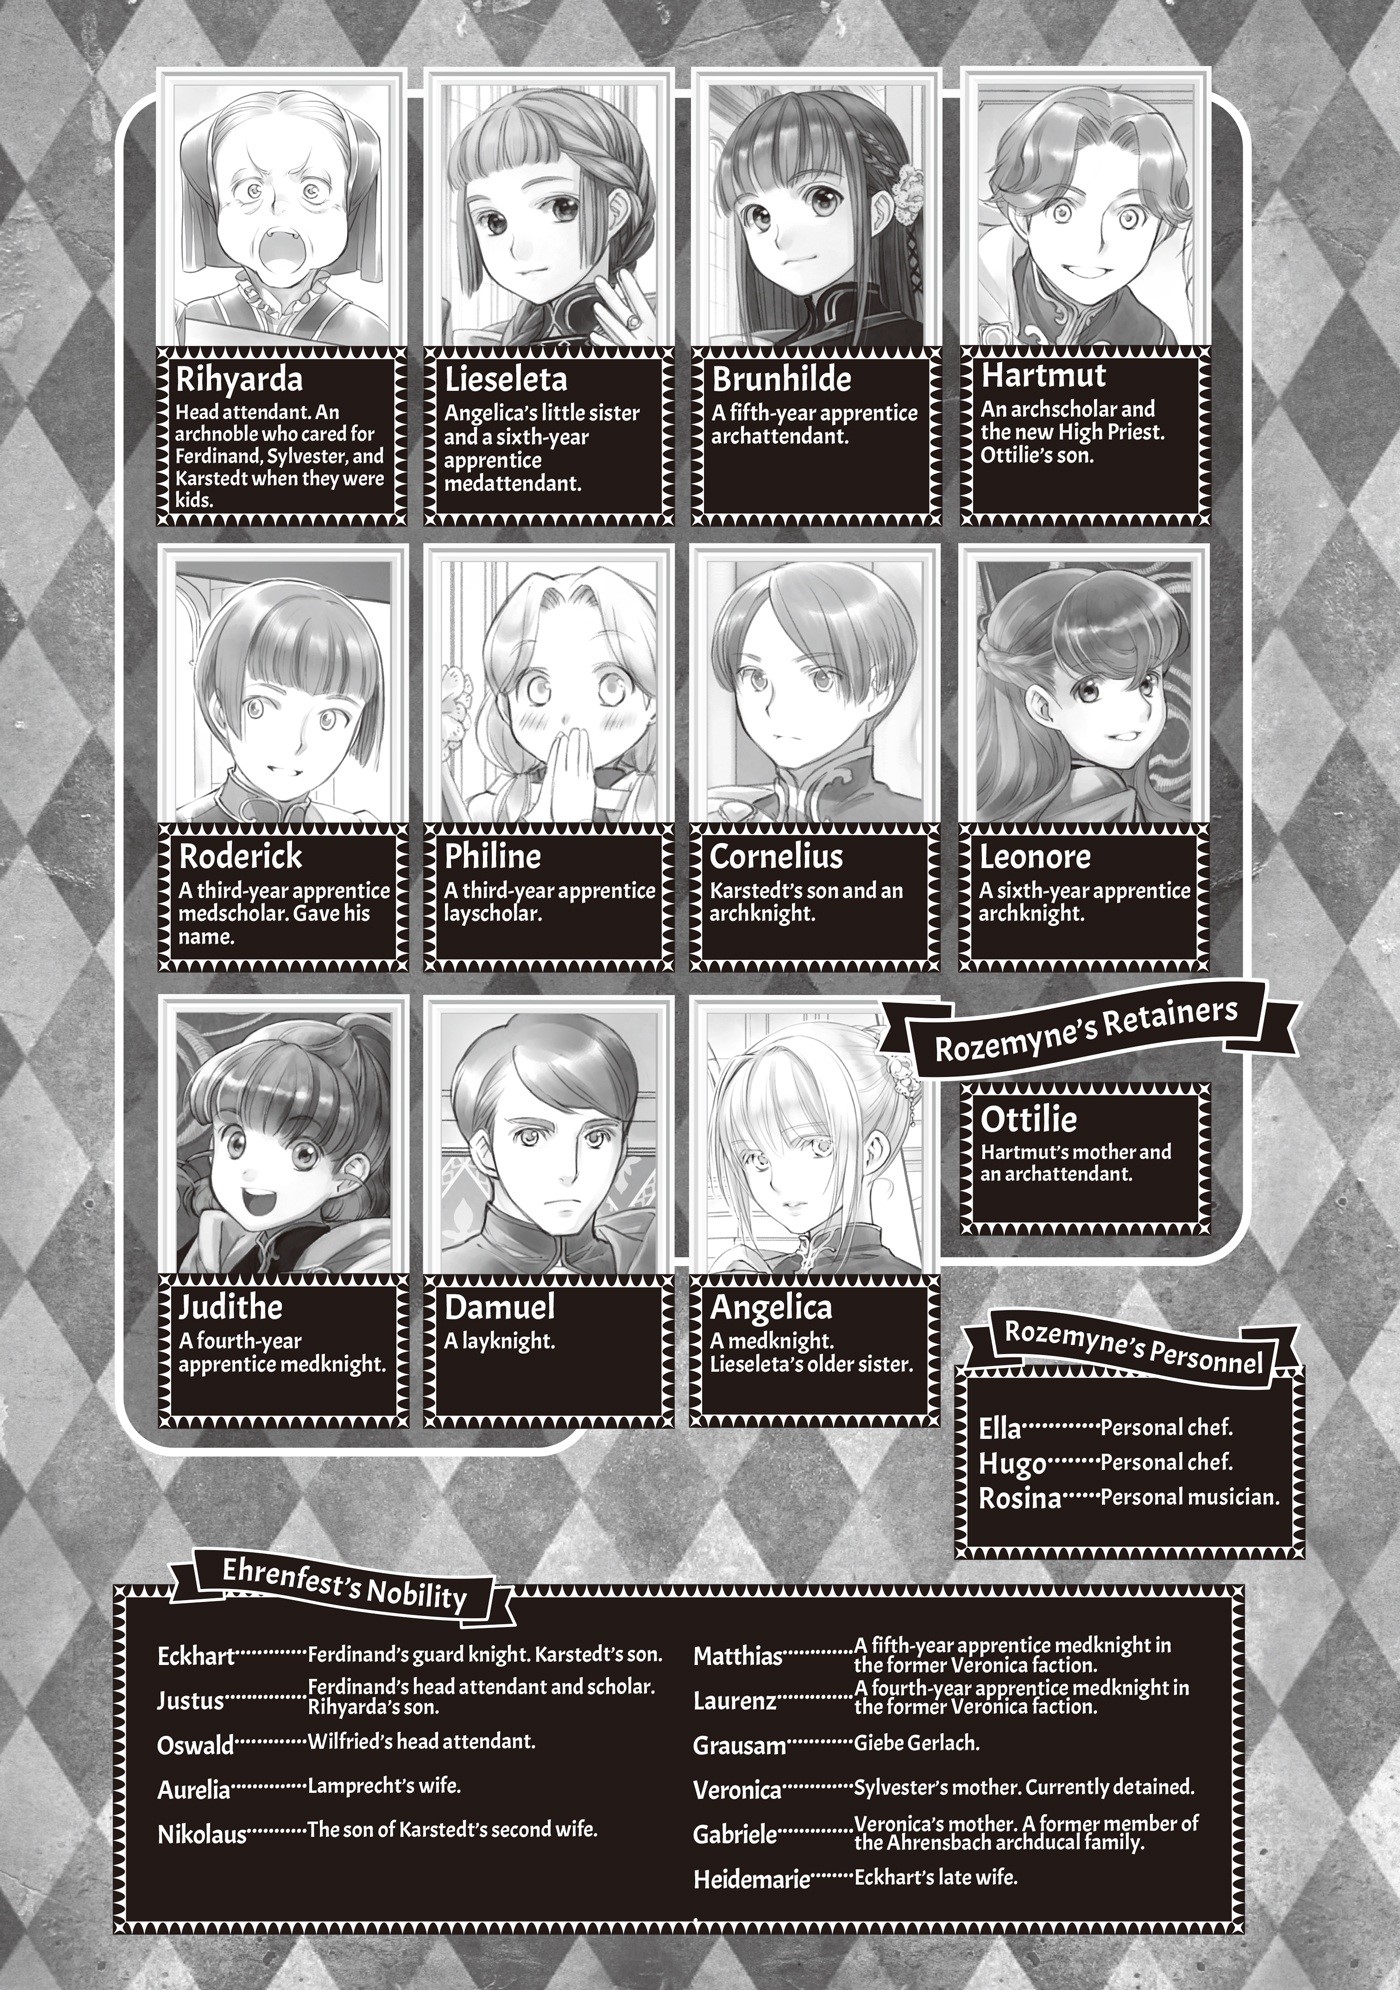 Rihyarda
Head attendant. An
archnoble who cared for
Ferdinand, Sylvester, and
Karstedt when they were
kids.
Lieseleta
Angelica's little sister
and a sixth-year
apprentice
medattendant.
Brunhilde
A fifth-year apprentice
archattendant.
Hartmut
An archscholar and
the new High Priest.
Ottilie's son.
Roderick
A third-year apprentice
medscholar. Gave his
name.
Philine
A third-year apprentice
layscholar.
Cornelius
Karstedt's son and an
archknight.
Leonore
A sixth-year apprentice
archknight.
Rozemyne's Retainers
Judithe
A fourth-year
apprentice medknight.
Damuel
A layknight.
Angelica
A medknight.
Lieseleta's older sister.
Ottilie
Hartmut's mother and
an archattendant.
Rozemyne's Personnel
Ella············Personal chef.
Hugo········Personal chef.
Rosina······Personal musician.
Ehrenfest's Nobility
Eckhart············Ferdinand's guard knight. Karstedt's son.
Justus·············Ferdinand's head attendant and scholar.
Rihyarda's son.
Oswald············Wilfried's head attendant.
Aurelia············Lamprecht's wife.
Nikolaus··········The son of Karstedt's second wife.
Matthias···········A fifth-year apprentice medknight in
the former Veronica faction.
Laurenz············A fourth-year apprentice medknight in
the former Veronica faction.
Grausam···········Giebe Gerlach.
Veronica···········Sylvester's mother. Currently detained.
Gabriele············Veronica's mother. A former member of
the Ahrensbach archducal family.
Heidemarie·······Eckhart's late wife.